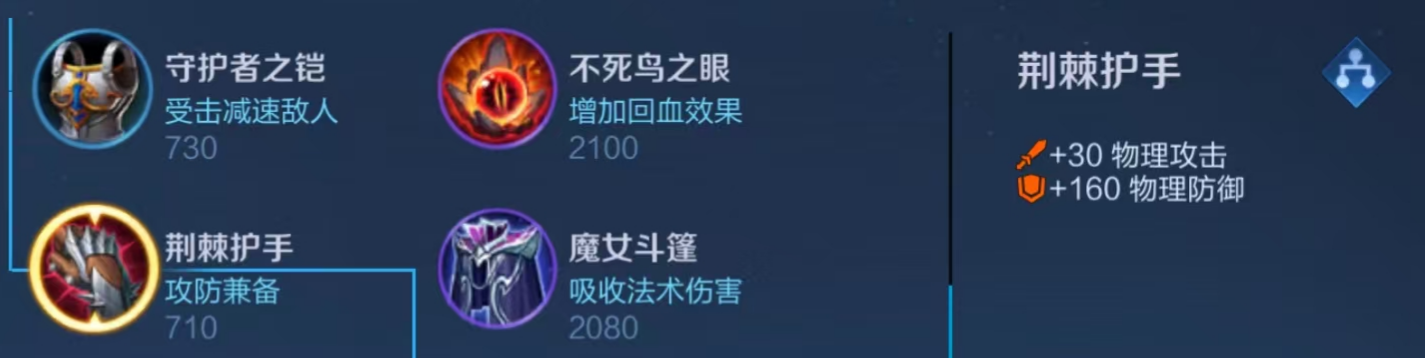 守护者之铠
受击减速敌人
730
不死鸟之眼
增加回血效果
2100
荆棘护手
攻防兼备
710
魔女斗篷
吸收法术伤害
2080
荆棘护手
+30 物理攻击
+160 物理防御